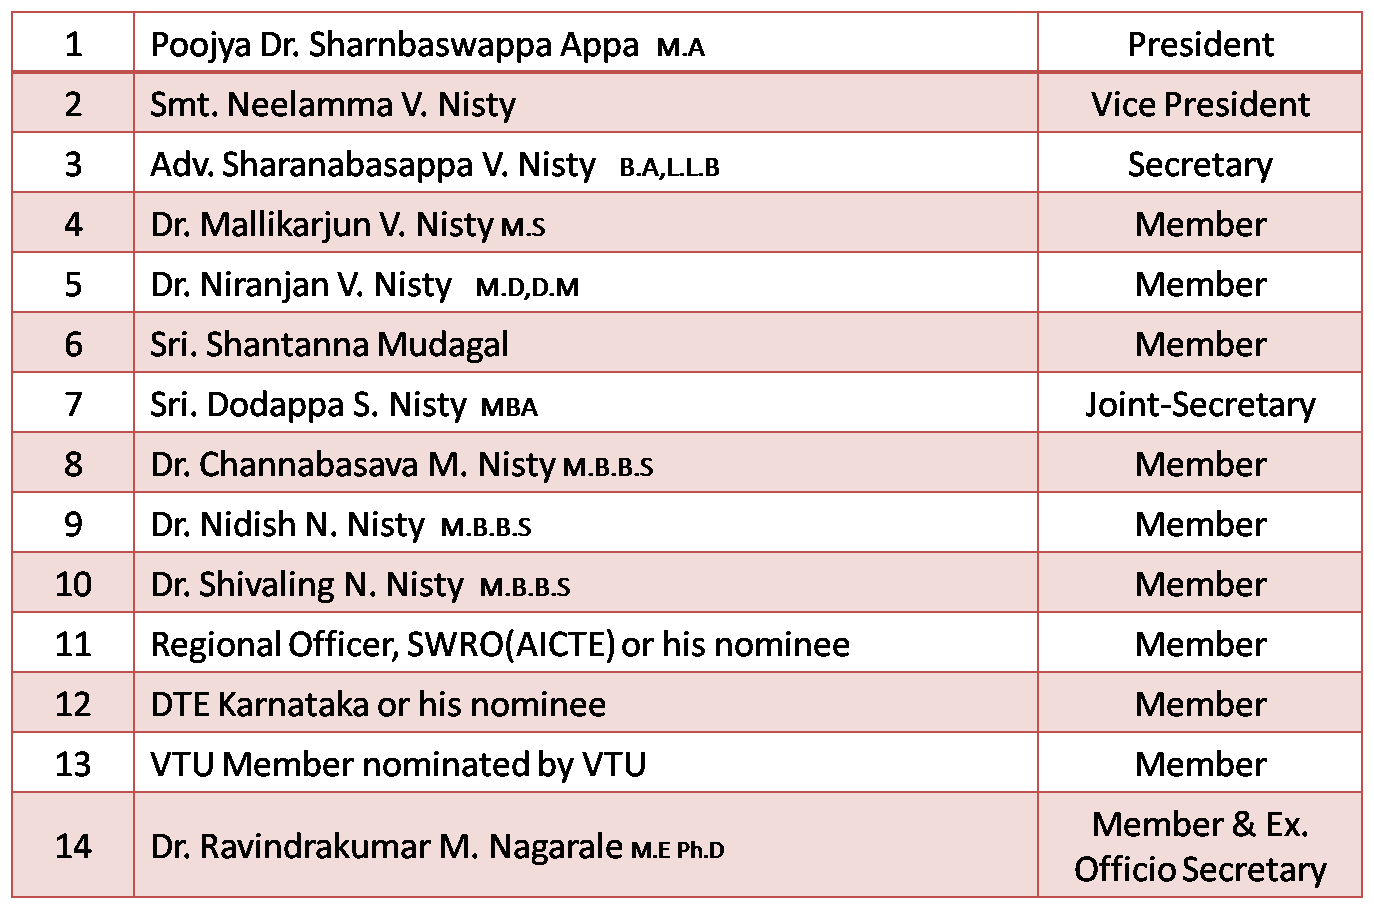 1 Poojya Dr. Sharnbaswappa Appa M.A President
2 Smt. Neelamma V. Nisty Vice President
3 Adv. Sharanabasappa V. Nisty B.A,L.L.B Secretary
4 Dr. Mallikarjun V. Nisty M.S Member
5 Dr. Niranjan V. Nisty M.D,D.M Member
6 Sri. Shantanna Mudagal Member
7 Sri. Dodappa S. Nisty MBA Joint-Secretary
8 Dr. Channabasava M. Nisty M.B.B.S Member
9 Dr. Nidish N. Nisty M.B.B.S Member
10 Dr. Shivaling N. Nisty M.B.B.S Member
11 Regional Officer, SWRO(AICTE) or his nominee Member
12 DTE Karnataka or his nominee Member
13 VTU Member nominated by VTU Member
14 Dr. Ravindrakumar M. Nagarale M.E Ph.D Member & Ex.
Officio Secretary